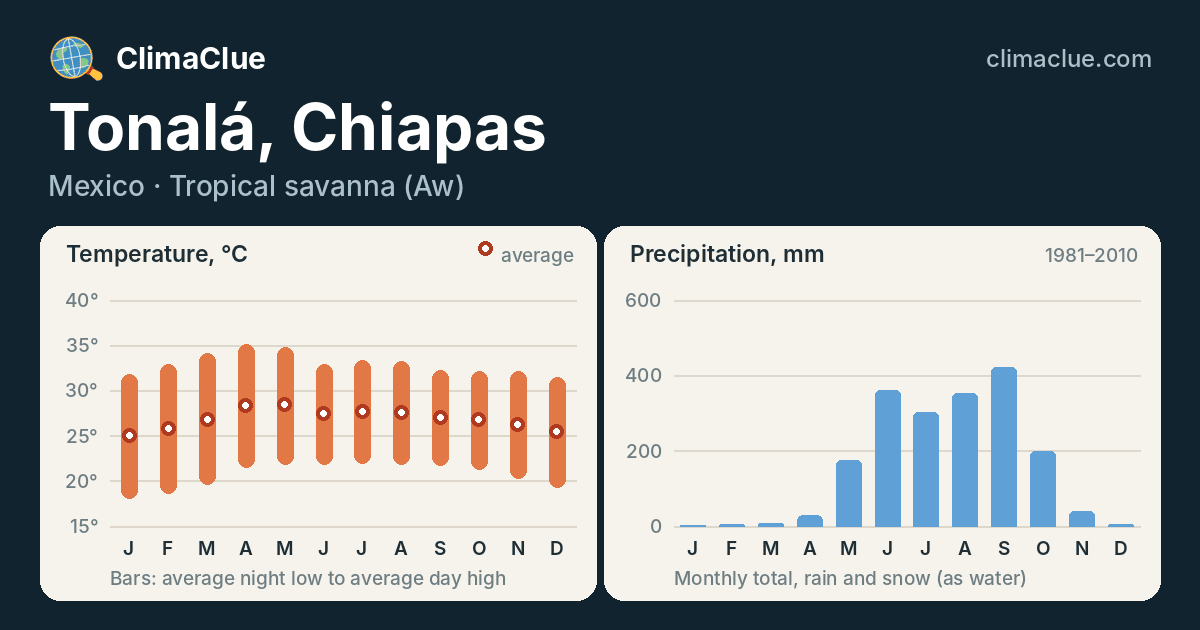 ClimaClue
climaclue.com
Tonalá, Chiapas
Mexico · Tropical savanna (Aw)
Temperature, °C
average
40°
35°
30°
25°
20°
15°
J F M A M J J A S O N D
Bars: average night low to average day high
Precipitation, mm
1981–2010
600
400
200
0
J F M A M J J A S O N D
Monthly total, rain and snow (as water)